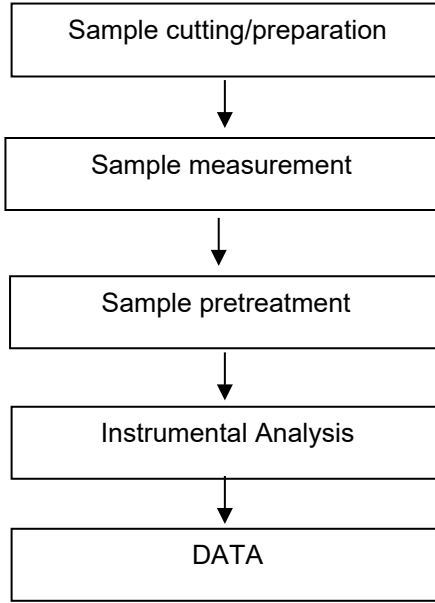 Sample cutting/preparation
Sample measurement
Sample pretreatment
Instrumental Analysis
DATA